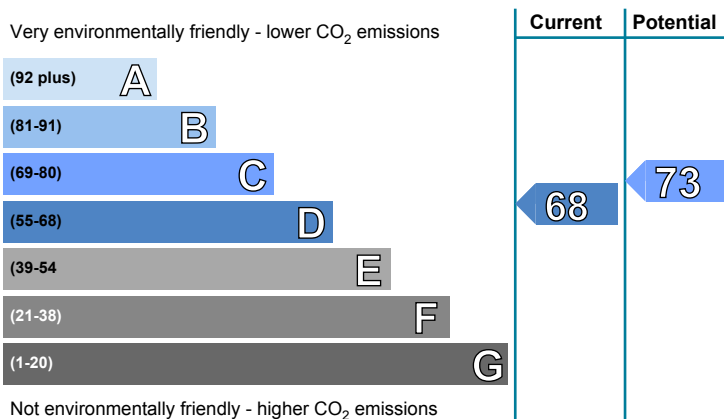 Very environmentally friendly - lower CO2 emissions
Current
Potential
(92 plus) A
(81-91) B
(69-80) C
(55-68) D
(39-54 E
(21-38) F
(1-20) G
68
73
Not environmentally friendly - higher CO2 emissions